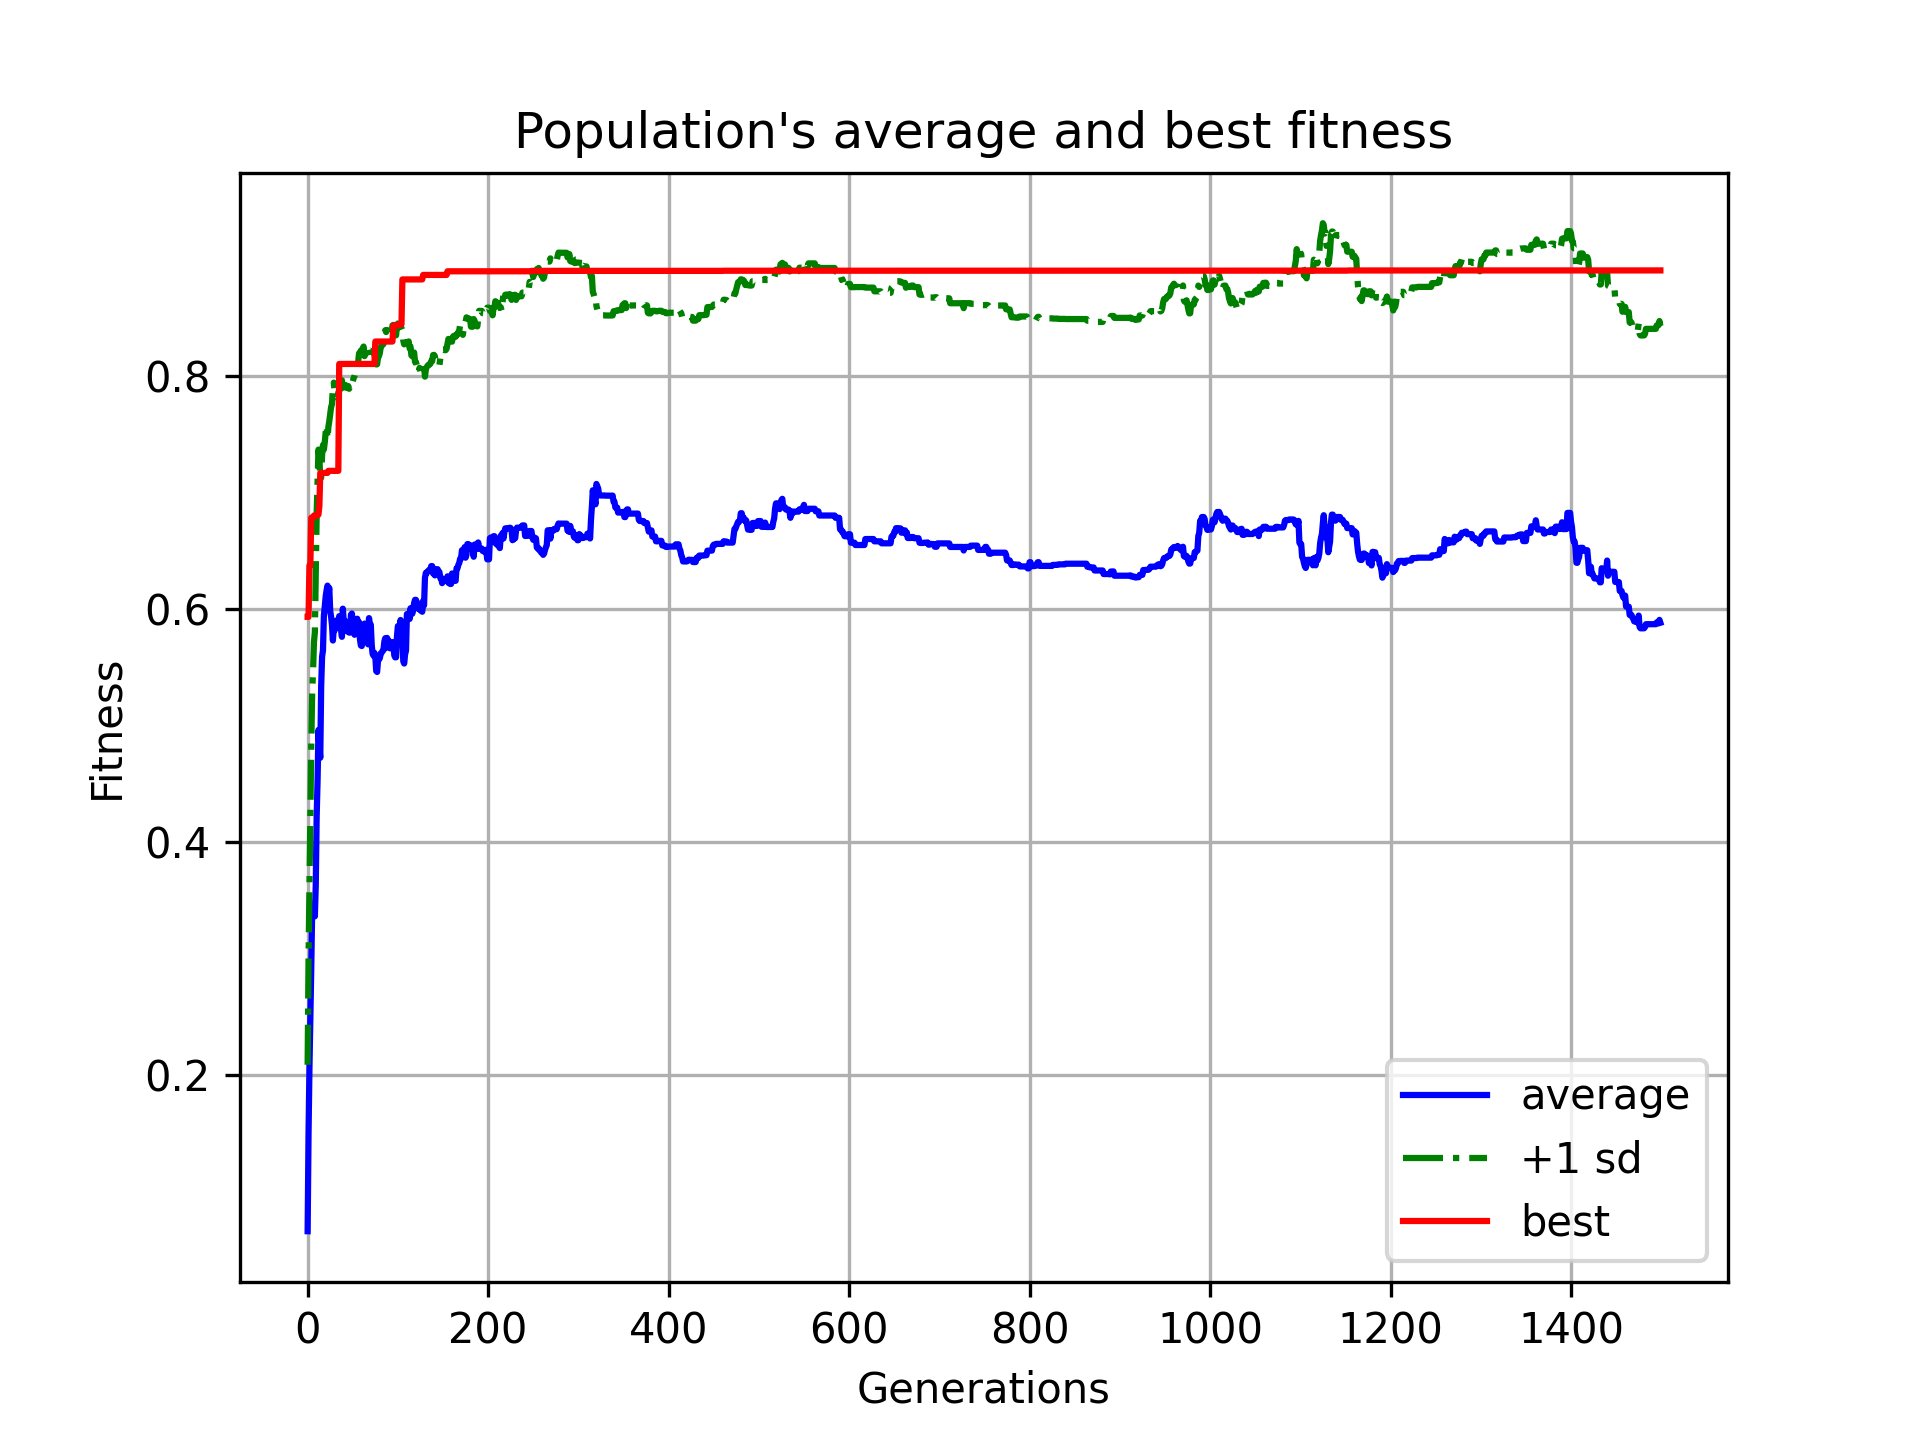 Population's average and best fitness
Fitness
0.8
0.6
0.4
0.2
0 200 400 600 800 1000 1200 1400
Generations
average
+1 sd
best